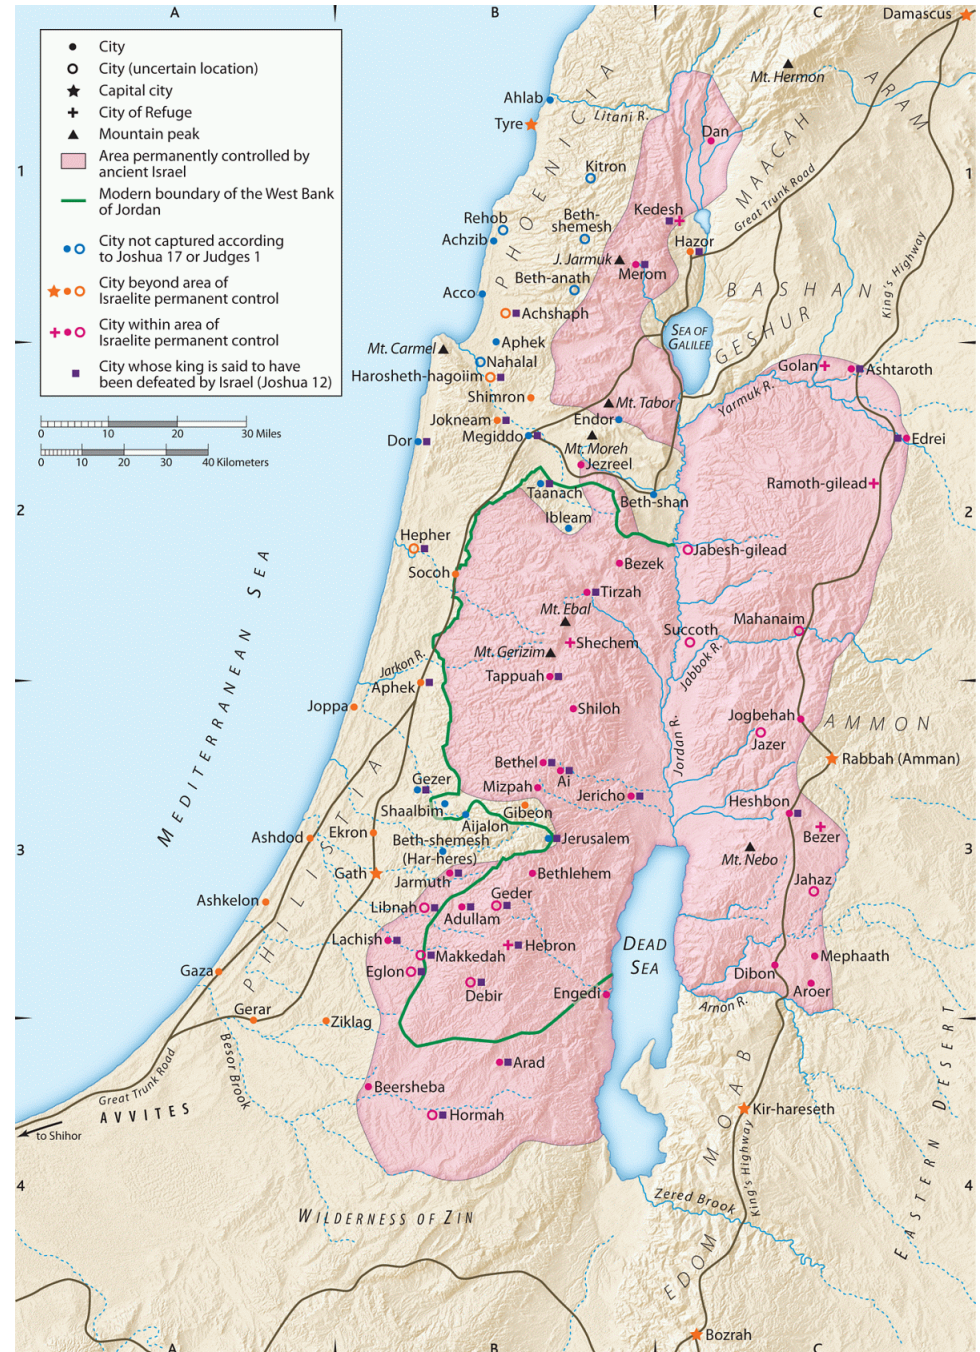 A
B
C
Damascus
City
City (uncertain location)
Capital city
City of Refuge
Mountain peak
Area permanently controlled by
ancient Israel
Modern boundary of the West Bank
of Jordan
City not captured according
to Joshua 17 or Judges 1
City beyond area of
Israelite permanent control
City within area of
Israelite permanent control
City whose king is said to have
been defeated by Israel (Joshua 12)
0 10 20 30 Miles
0 10 20 30 40 Kilometers
Mt. Hermon
ARAM
Ahlab
Litani R.
Tyre
PHOENICIA
Dan
MAACAH
1
Kitron
1
Great Trunk Road
Kedesh
Rehob
Beth-
shemesh
Achzib
Hazor
J. Jarmuk
Merom
King's Highway
Beth-anath
BASHAN
Acco
Achshaph
SEA OF
GALILEE
GESHUR
Aphek
Mt. Carmel
Nahalal
Golan
Ashtaroth
Harosheth-hagoiim
Yarmuk R.
Shimron
Mt. Tabor
Jokneam
Endor
Dor
Megiddo
Edrei
Mt. Moreh
Jezreel
Ramoth-gilead
Taanach
Beth-shan
2
Ibleam
2
Hepher
Jabesh-gilead
Socoh
Bezek
Tirzah
Mt. Ebal
Mahanaim
Succoth
Shechem
Mt. Gerizim
Jabbok R.
Jarkon R.
Tappuah
Aphek
Joppa
Shiloh
Jogbehah
AMMON
Jordan R.
Jazer
MEDITERRANEAN SEA
Bethel
Rabbah (Amman)
Ai
Gezer
Mizpah
Jericho
Heshbon
Shaalbim
Gibeon
Aijalon
Bezer
Ashdod
Ekron
Beth-shemesh
(Har-heres)
Jerusalem
3
3
Mt. Nebo
PHILISTIA
Gath
Jarmuth
Bethlehem
Jahaz
Ashkelon
Libnah
Geder
Adullam
Lachish
Hebron
DEAD
SEA
Makkedah
Mephaath
Gaza
Eglon
Dibon
Debir
Engedi
Aroer
Arnon R.
Gerar
Ziklag
Besor Brook
Arad
Great Trunk Road
Beersheba
AVVITES
Hormah
MOAB
Kir-hareseth
EASTERN DESERT
to Shihor
King's Highway
4
4
Zered Brook
WILDERNESS OF ZIN
EDOM
Bozrah
A
B
C